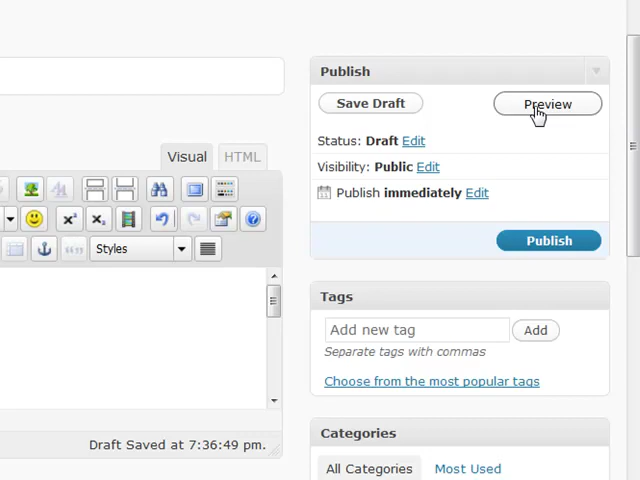 Publish
Save Draft
Preview
Status: Draft Edit
Visibility: Public Edit
Publish immediately Edit
Publish
Visual
HTML
Styles
Draft Saved at 7:36:49 pm.
Tags
Add new tag
Add
Separate tags with commas
Choose from the most popular tags
Categories
All Categories
Most Used